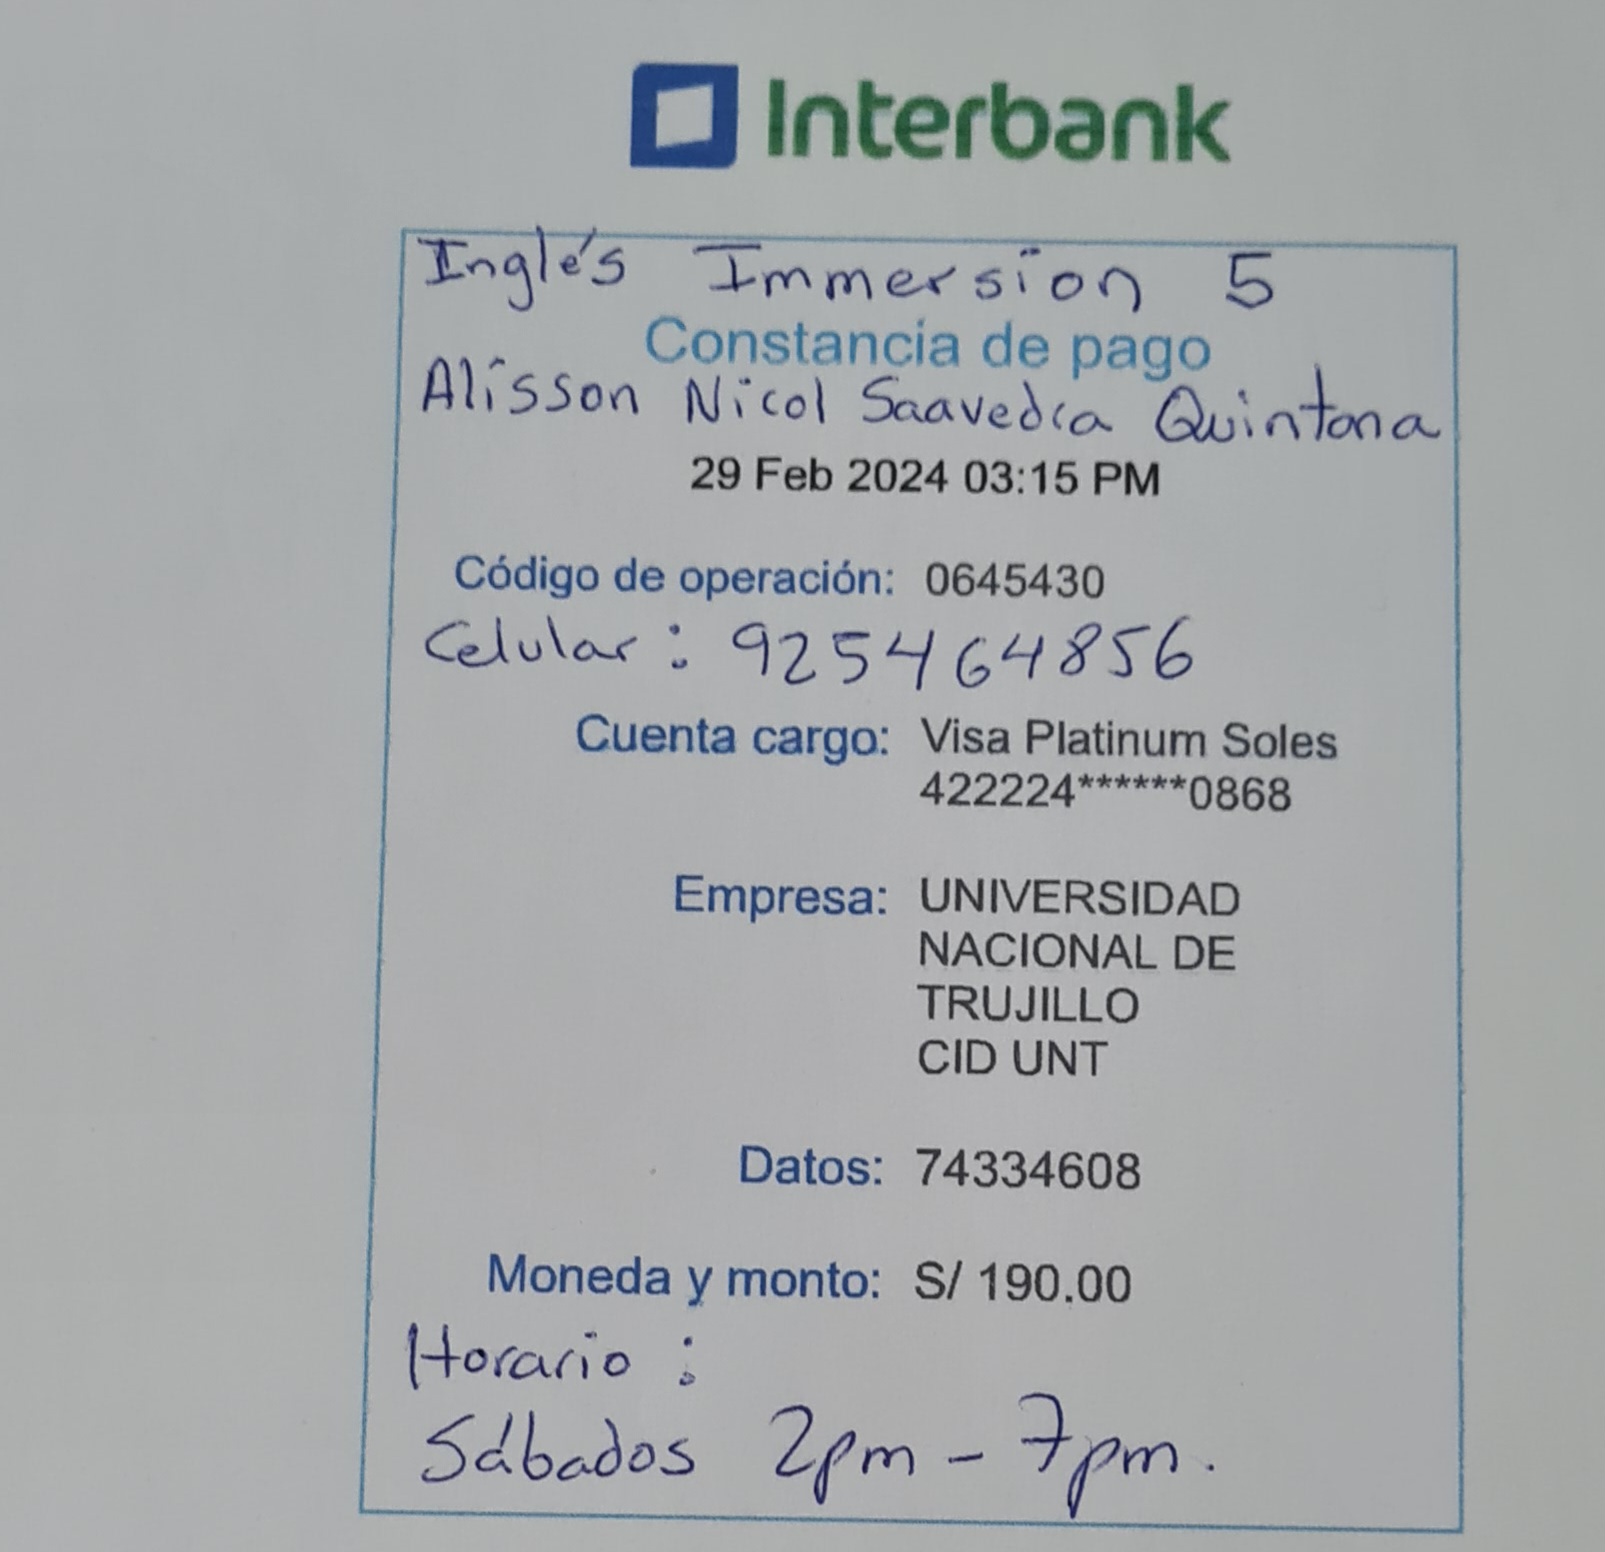 Interbank
Inglés Immersion 5
Constancia de pago
Alisson Nicol Saavedra Quintana
29 Feb 2024 03:15 PM
Código de operación: 0645430
Celular: 925464856
Cuenta cargo: Visa Platinum Soles
422224******0868
Empresa: UNIVERSIDAD
NACIONAL DE
TRUJILLO
CID UNT
Datos: 74334608
Moneda y monto: S/ 190.00
Horario:
Sábados 2pm - 7pm.